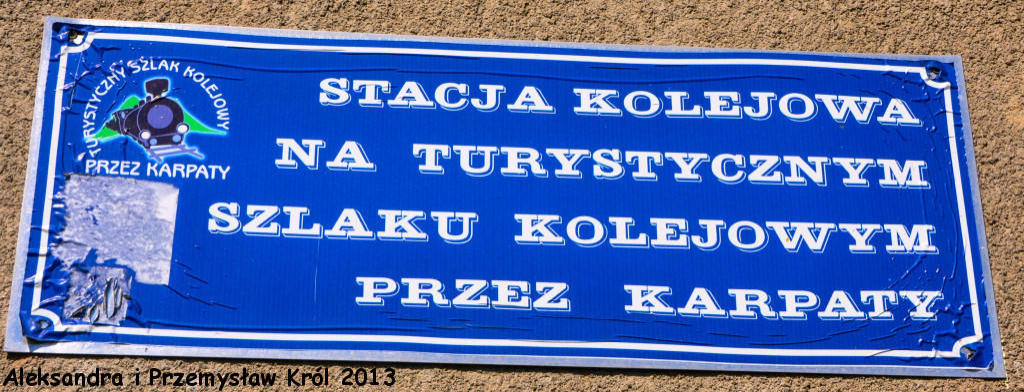 TURYSTYCZNY SZLAK KOLEJOWY
PRZEZ KARPATY
STACJA KOLEJOWA
NA TURYSTYCZNYM
SZLAKU KOLEJOWYM
PRZEZ KARPATY
Aleksandra i Przemysław Król 2013